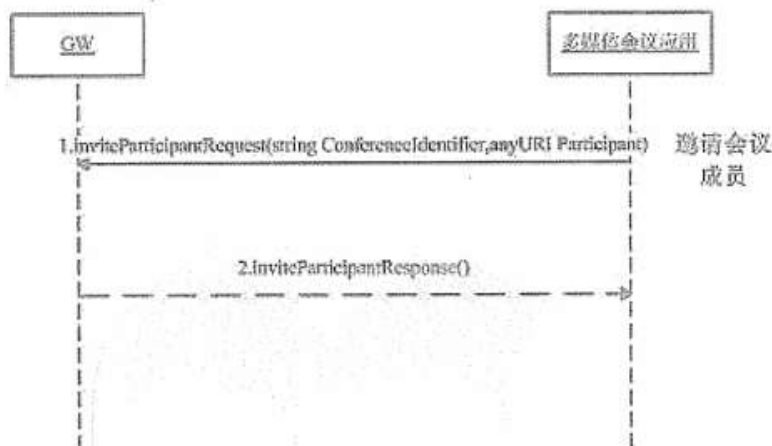 GW
多媒体会议应用
1.inviteParticipantRequest(string ConferenceIdentifier,anyURI Participant)
邀请会议
成员
2.inviteParticipantResponse()